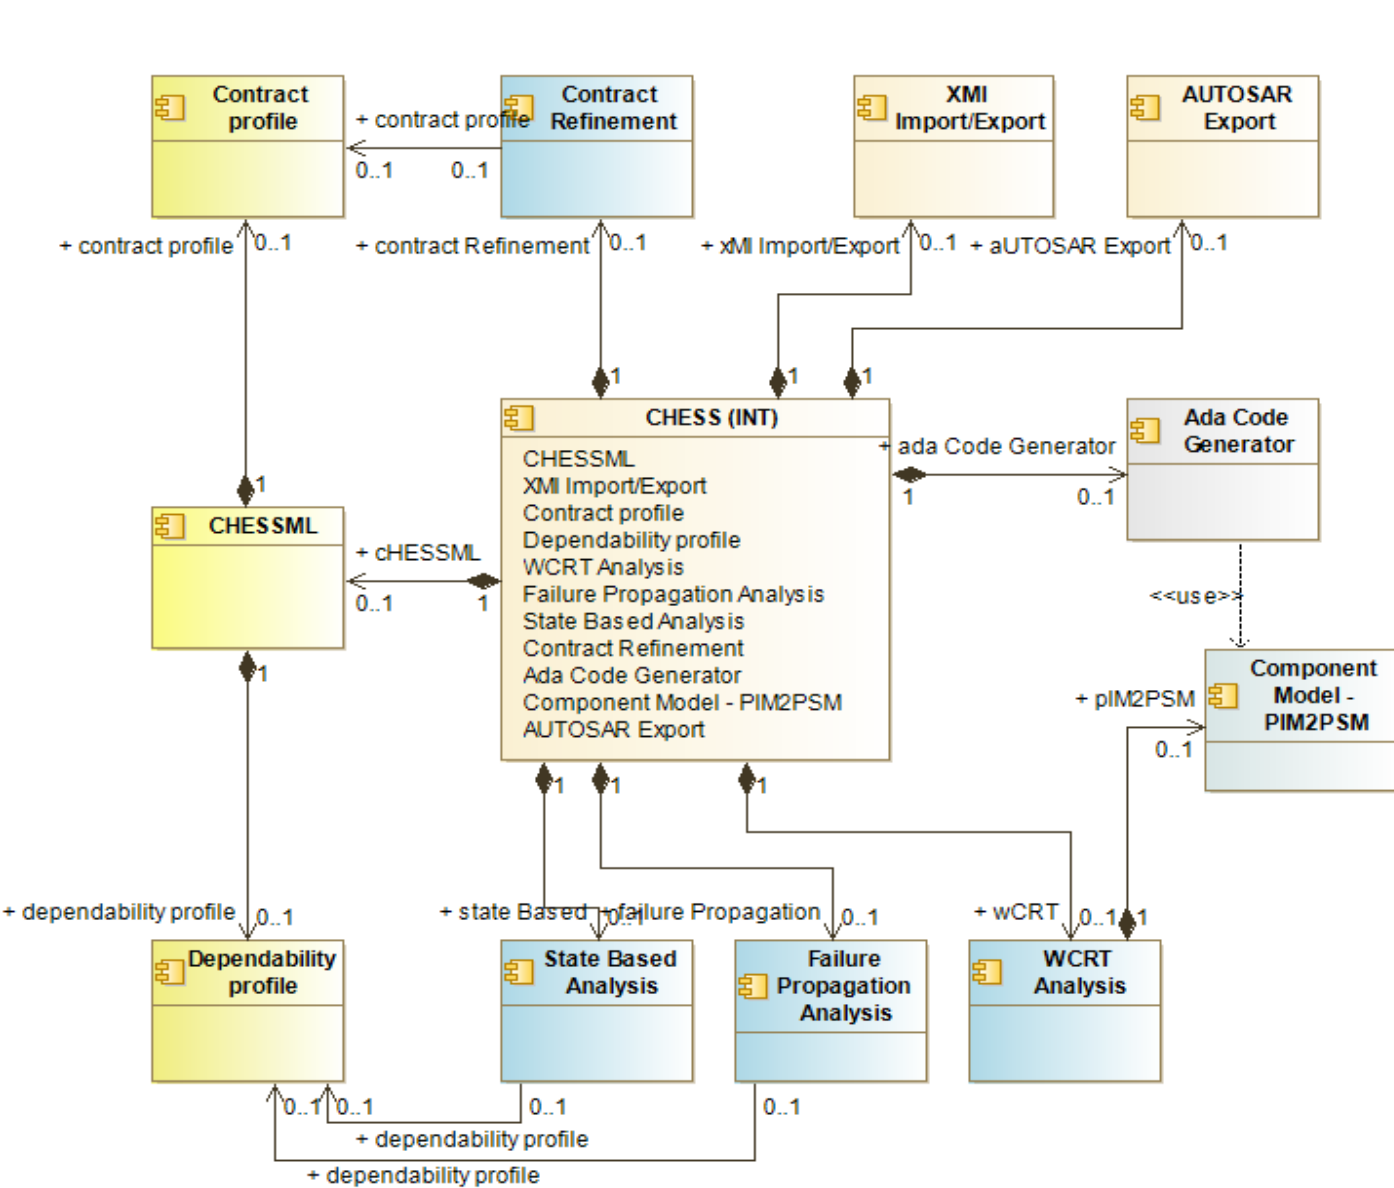 Contract
profile
+ contract profile
0..1
0..1
Contract
Refinement
XMI
Import/Export
AUTOSAR
Export
+ contract profile
0..1
+ contract Refinement
0..1
+ xMI Import/Export
0..1
+ aUTOSAR Export
0..1
1
1
1
1
CHESSML
+ cHESSML
0..1
1
CHESS (INT)
CHESSML
XMI Import/Export
Contract profile
Dependability profile
WCRT Analysis
Failure Propagation Analysis
State Based Analysis
Contract Refinement
Ada Code Generator
Component Model - PIM2PSM
AUTOSAR Export
+ ada Code Generator
1
0..1
Ada Code
Generator
<<use>>
Component
Model -
PIM2PSM
+ pIM2PSM
0..1
1
1
1
1
+ dependability profile
0..1
+ state Based
0..1
+ failure Propagation
0..1
+ wCRT
0..1
1
Dependability
profile
State Based
Analysis
Failure
Propagation
Analysis
WCRT
Analysis
0..1
0..1
0..1
0..1
+ dependability profile
+ dependability profile